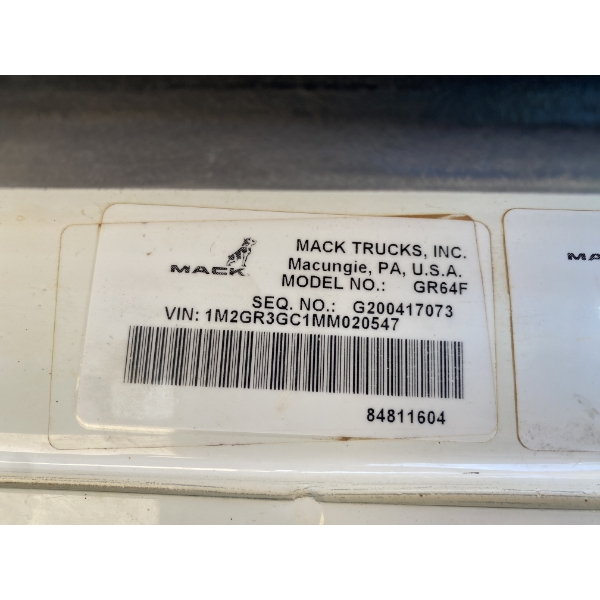 MACK
MACK TRUCKS, INC.
Macungie, PA, U.S.A.
MODEL NO.: GR64F
SEQ. NO.: G200417073
VIN: 1M2GR3GC1MM020547
84811604